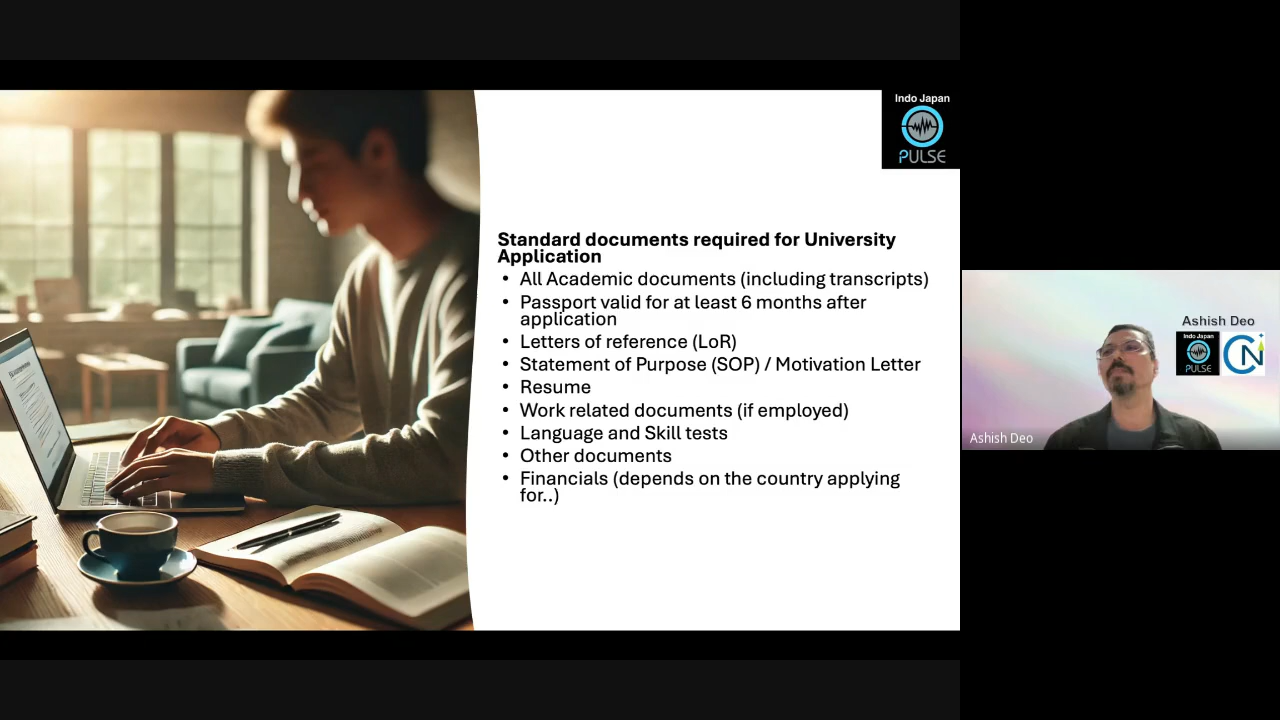 Indo Japan
PULSE
Standard documents required for University
Application
• All Academic documents (including transcripts)
• Passport valid for at least 6 months after
application
• Letters of reference (LoR)
• Statement of Purpose (SOP) / Motivation Letter
• Resume
• Work related documents (if employed)
• Language and Skill tests
• Other documents
• Financials (depends on the country applying
for..)
Ashish Deo
Indo Japan
PULSE
CN
Ashish Deo